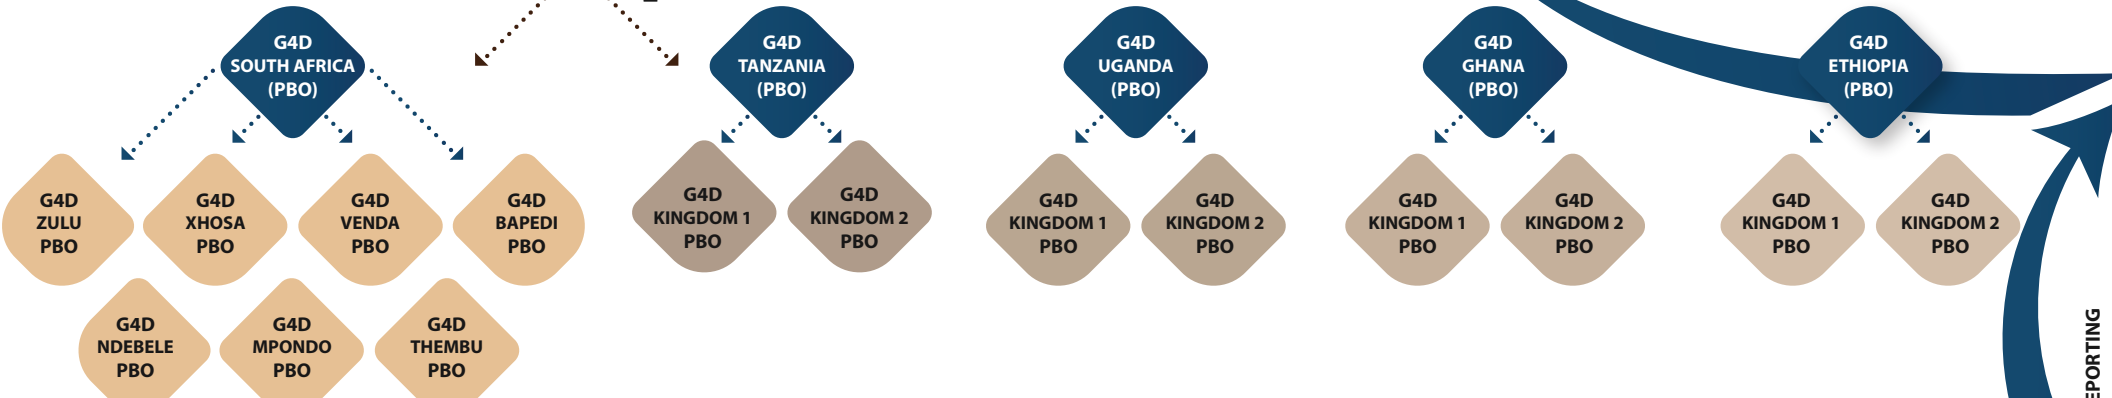 G4D
SOUTH AFRICA
(PBO)
G4D
TANZANIA
(PBO)
G4D
UGANDA
(PBO)
G4D
GHANA
(PBO)
G4D
ETHIOPIA
(PBO)
G4D
ZULU
PBO
G4D
XHOSA
PBO
G4D
VENDA
PBO
G4D
BAPEDI
PBO
G4D
KINGDOM 1
PBO
G4D
KINGDOM 2
PBO
G4D
KINGDOM 1
PBO
G4D
KINGDOM 2
PBO
G4D
KINGDOM 1
PBO
G4D
KINGDOM 2
PBO
G4D
KINGDOM 1
PBO
G4D
KINGDOM 2
PBO
G4D
NDEBELE
PBO
G4D
MPONDO
PBO
G4D
THEMBU
PBO
EPORTING